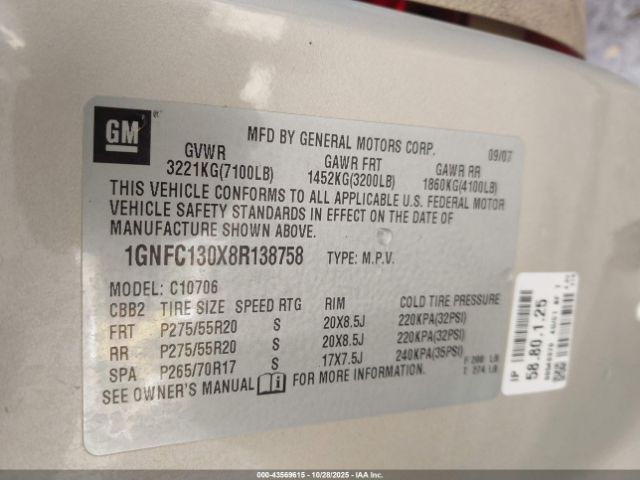 GM
MFD BY GENERAL MOTORS CORP. 09/07
GVWR GAWR FRT GAWR RR
3221KG(7100LB) 1452KG(3200LB) 1860KG(4100LB)
THIS VEHICLE CONFORMS TO ALL APPLICABLE U.S. FEDERAL MOTOR
VEHICLE SAFETY STANDARDS IN EFFECT ON THE DATE OF
MANUFACTURE SHOWN ABOVE.
1GNFC130X8R138758 TYPE: M.P.V.
MODEL: C10706
CBB2 TIRE SIZE SPEED RTG RIM COLD TIRE PRESSURE
FRT P275/55R20 S 20X8.5J 220KPA(32PSI)
RR P275/55R20 S 20X8.5J 220KPA(32PSI)
SPA P265/70R17 S 17X7.5J 240KPA(35PSI)
SEE OWNER'S MANUAL FOR MORE INFORMATION.
IP 58.80.1.25
000-43569615 - 10/28/2025 - IAAI.CA